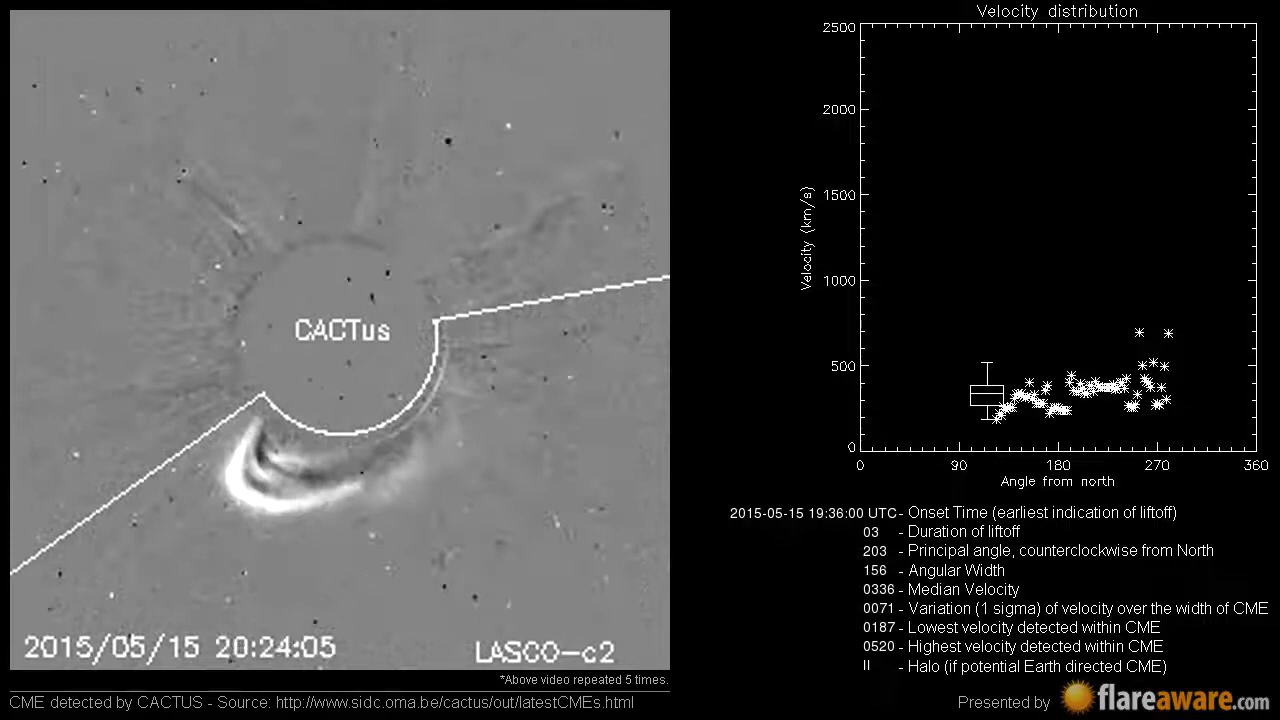 CACTus
2015/05/15 20:24:05
LASCO-c2
*Above video repeated 5 times.
CME detected by CACTUS - Source: http://www.sidc.oma.be/cactus/out/latestCMEs.html
Velocity distribution
2500
2000
1500
1000
500
0
Velocity (km/s)
0 90 180 270 360
Angle from north
2015-05-15 19:36:00 UTC - Onset Time (earliest indication of liftoff)
03 - Duration of liftoff
203 - Principal angle, counterclockwise from North
156 - Angular Width
0336 - Median Velocity
0071 - Variation (1 sigma) of velocity over the width of CME
0187 - Lowest velocity detected within CME
0520 - Highest velocity detected within CME
II - Halo (if potential Earth directed CME)
Presented by flareaware.com